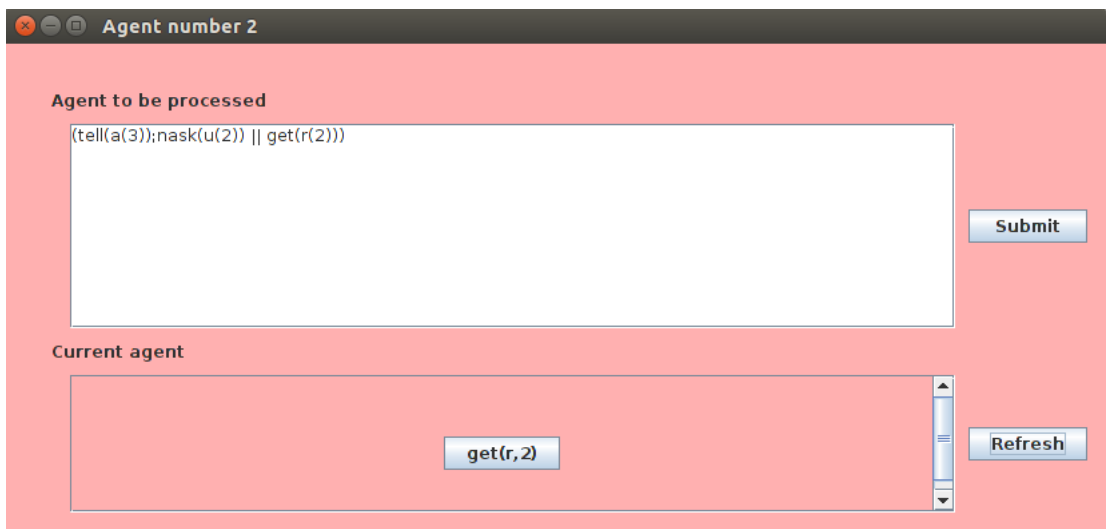 Agent number 2
Agent to be processed
(tell(a(3));nask(u(2)) || get(r(2)))
Submit
Current agent
get(r,2)
Refresh